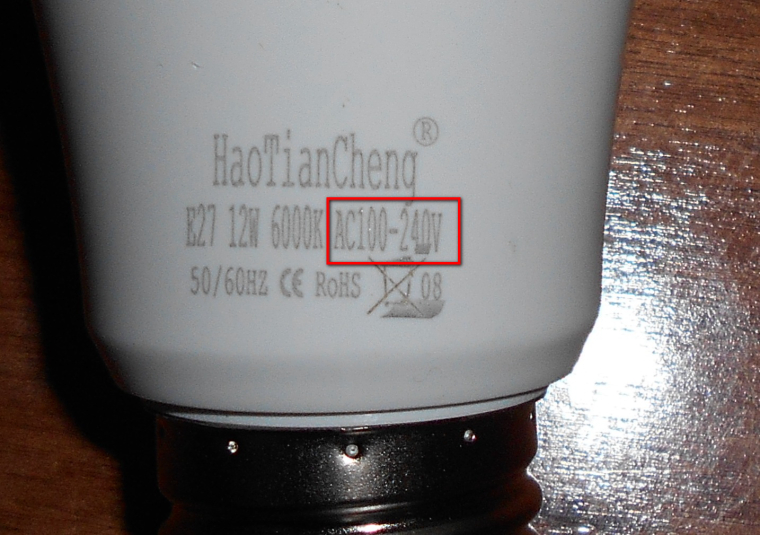 HaoTianCheng®
E27 12W 6000K AC100-240V
50/60HZ CE RoHS 08